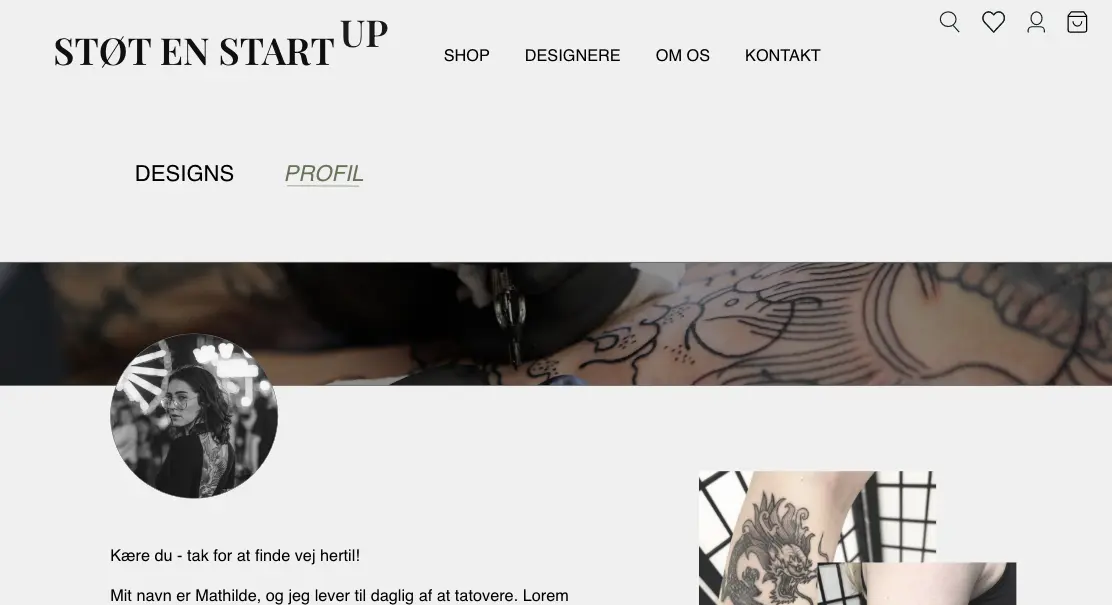 STØT EN START UP
SHOP DESIGNERE OM OS KONTAKT
DESIGNS PROFIL
Kære du - tak for at finde vej hertil!
Mit navn er Mathilde, og jeg lever til daglig af at tatovere. Lorem